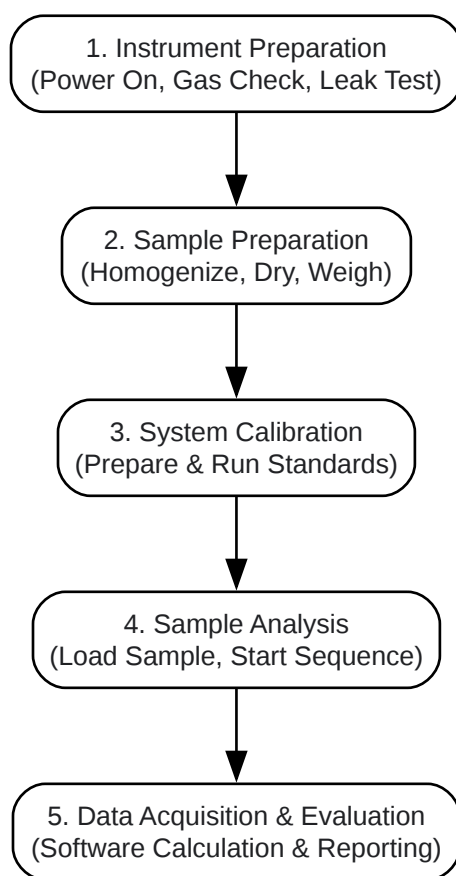 1. Instrument Preparation
(Power On, Gas Check, Leak Test)
2. Sample Preparation
(Homogenize, Dry, Weigh)
3. System Calibration
(Prepare & Run Standards)
4. Sample Analysis
(Load Sample, Start Sequence)
5. Data Acquisition & Evaluation
(Software Calculation & Reporting)